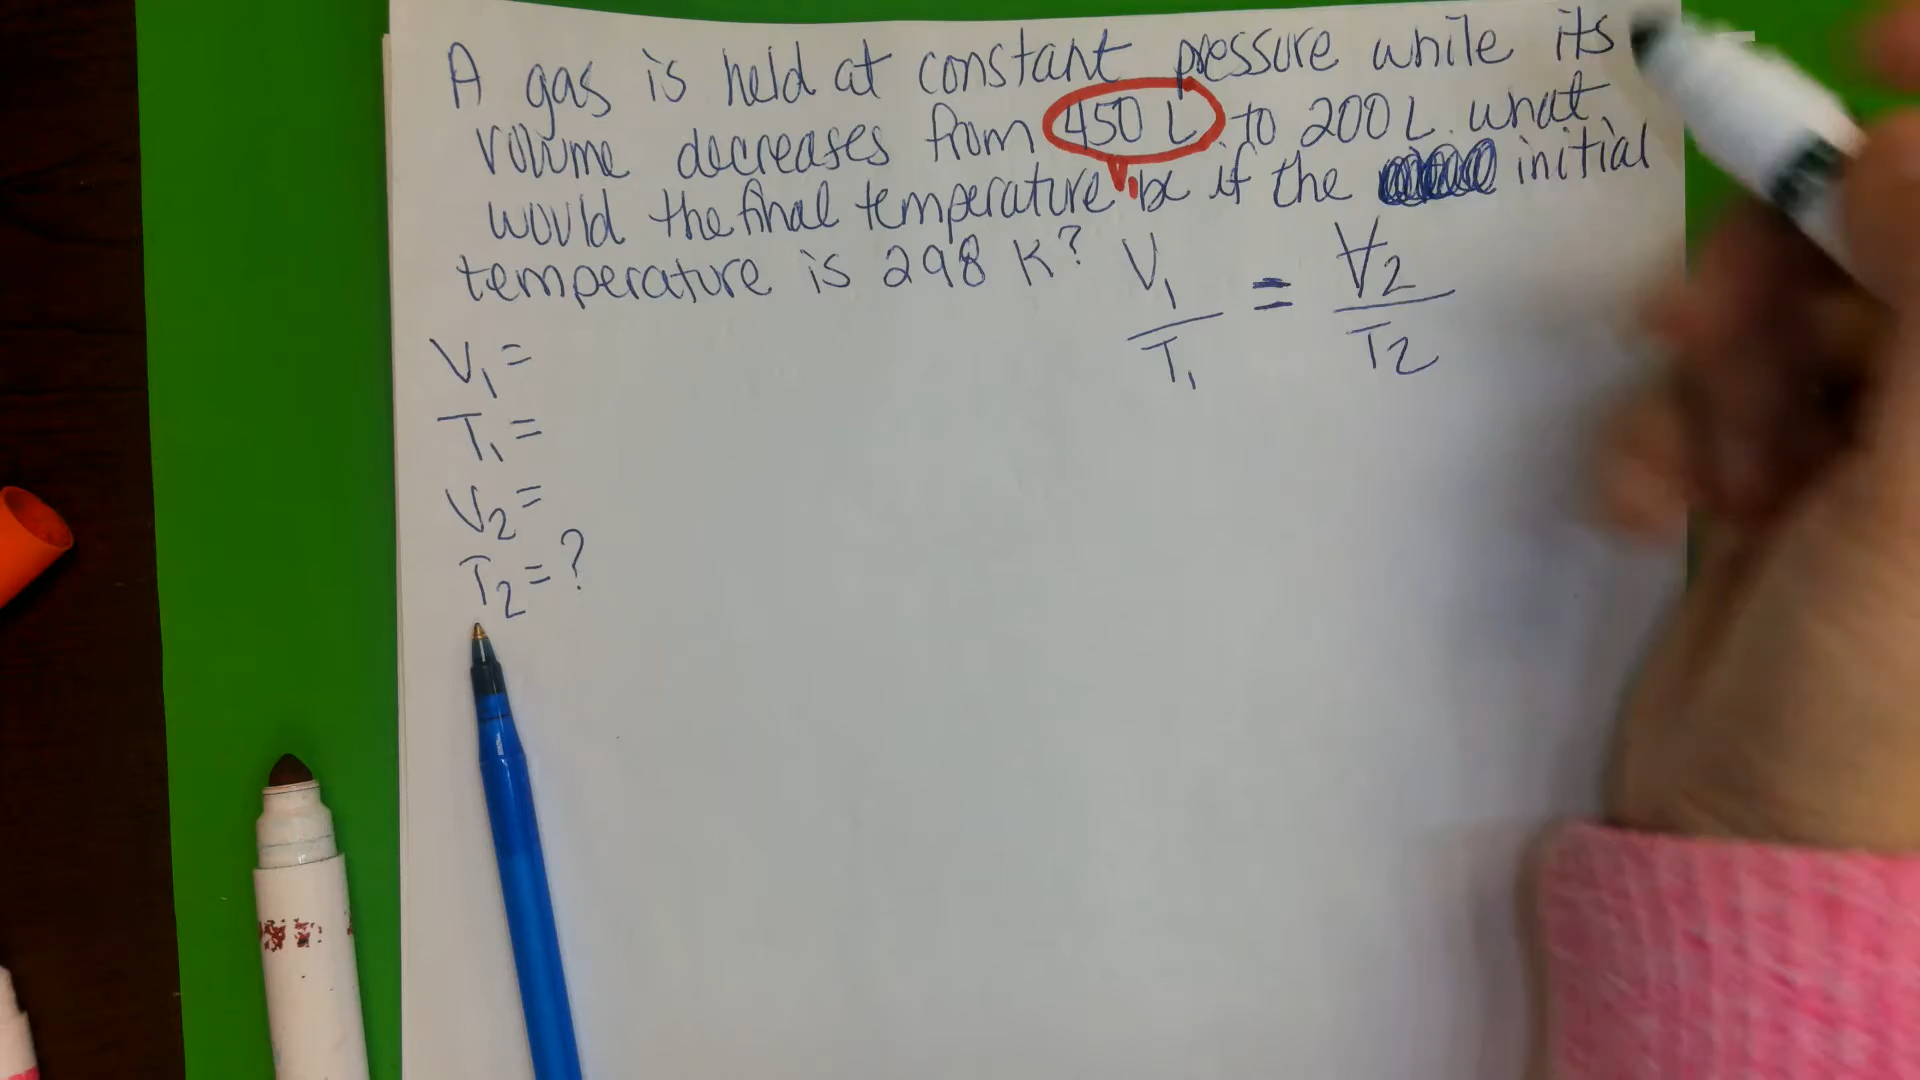 A gas is held at constant pressure while its
volume decreases from 450 L to 200 L. what
would the final temperature be if the initial
temperature is 298 K?
V₁ / T₁ = V₂ / T₂
V₁ =
T₁ =
V₂ =
T₂ = ?